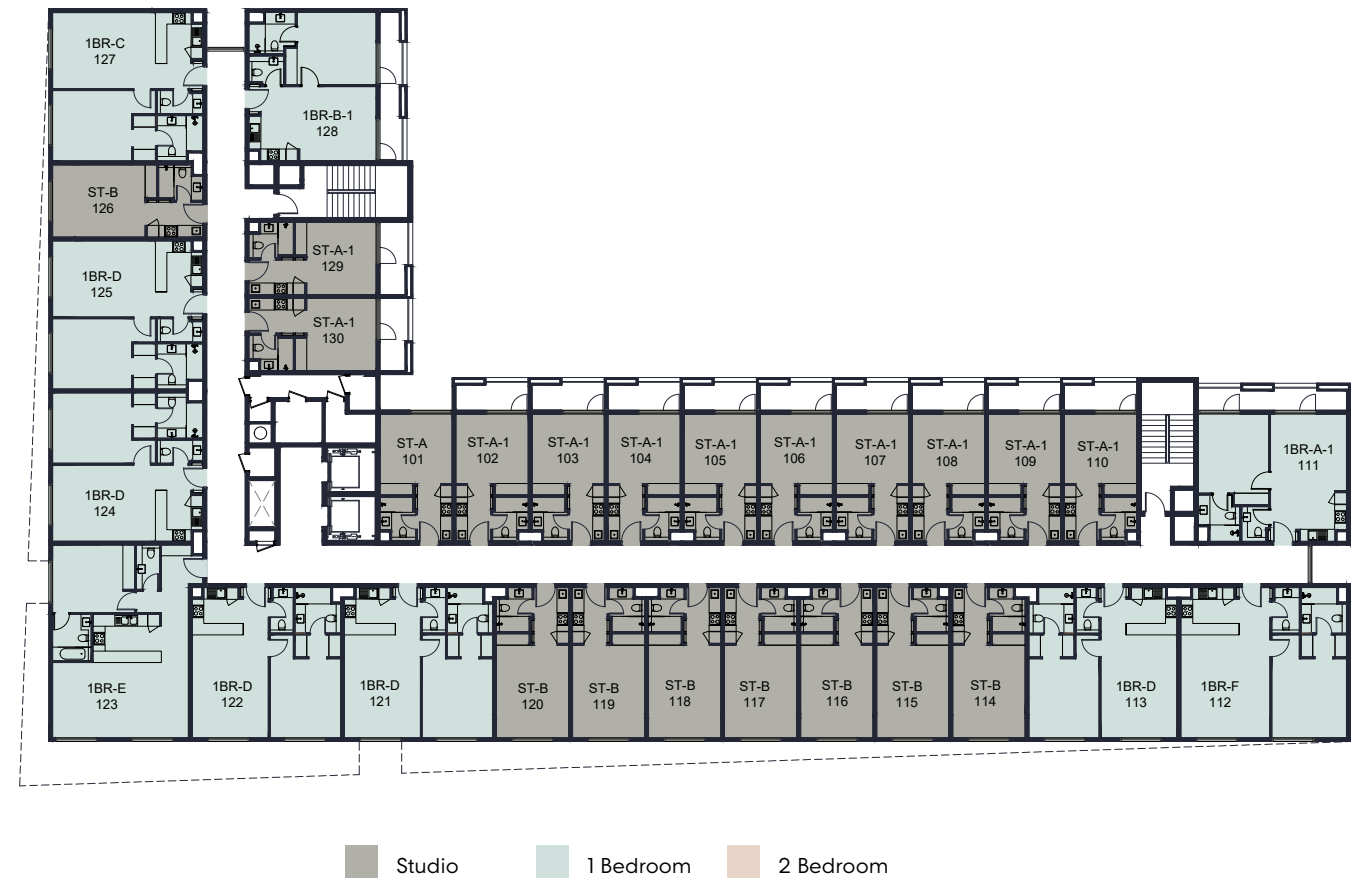 1BR-C
127
1BR-B-1
128
ST-B
126
ST-A-1
129
1BR-D
125
ST-A-1
130
ST-A
101
ST-A-1
102
ST-A-1
103
ST-A-1
104
ST-A-1
105
ST-A-1
106
ST-A-1
107
ST-A-1
108
ST-A-1
109
ST-A-1
110
1BR-A-1
111
1BR-D
124
1BR-E
123
1BR-D
122
1BR-D
121
ST-B
120
ST-B
119
ST-B
118
ST-B
117
ST-B
116
ST-B
115
ST-B
114
1BR-D
113
1BR-F
112
Studio
1 Bedroom
2 Bedroom